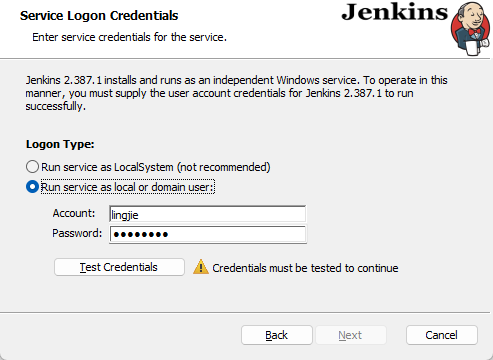 Service Logon Credentials
Jenkins
Enter service credentials for the service.
Jenkins 2.387.1 installs and runs as an independent Windows service. To operate in this
manner, you must supply the user account credentials for Jenkins 2.387.1 to run
successfully.
Logon Type:
Run service as LocalSystem (not recommended)
Run service as local or domain user:
Account:
lingjie
Password:
●●●●●●●●
Test Credentials
Credentials must be tested to continue
Back
Next
Cancel